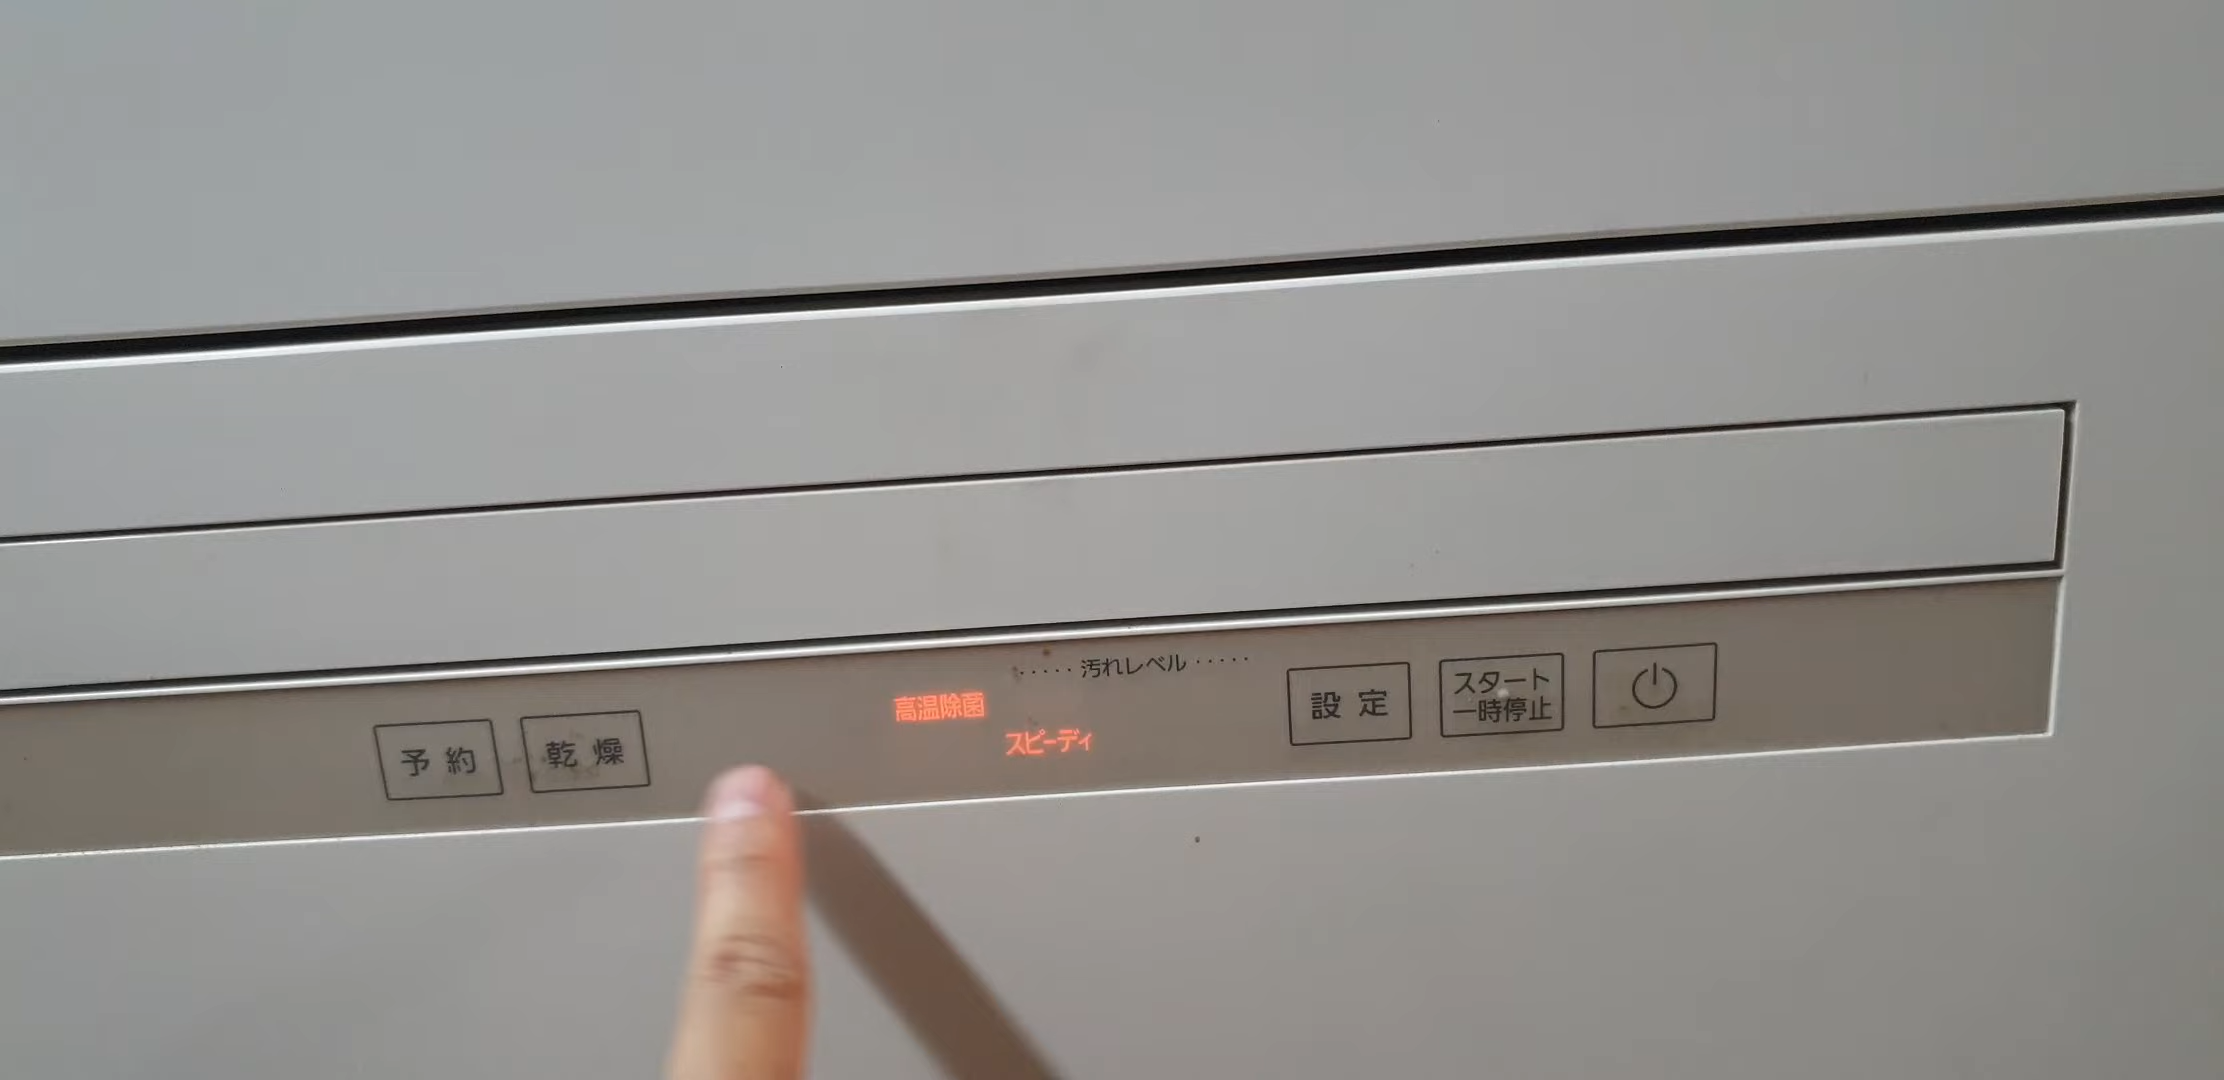 予約
乾燥
高温除菌
スピーディ
汚れレベル
設定
スタート
一時停止